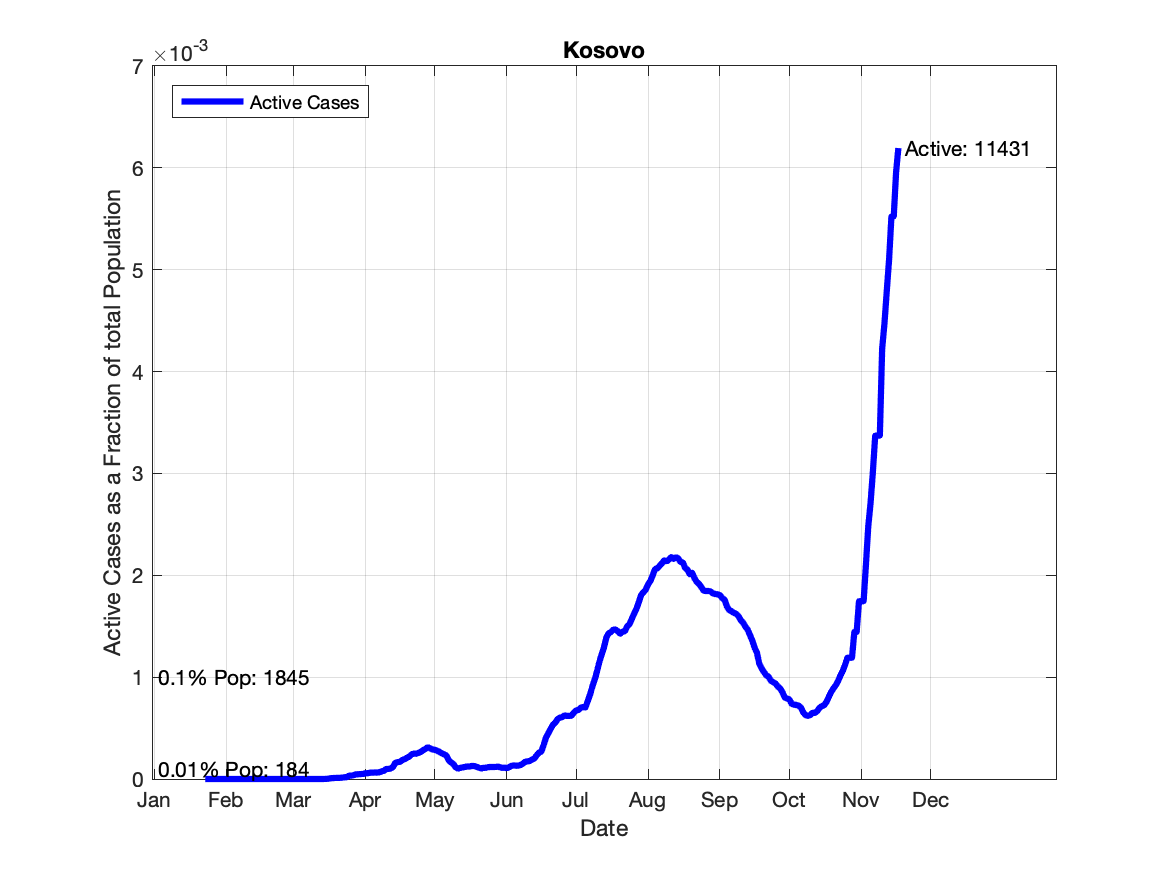 Kosovo
×10⁻³
Active Cases
Active: 11431
7
6
5
4
3
2
1
0
0.1% Pop: 1845
0.01% Pop: 184
Active Cases as a Fraction of total Population
Jan Feb Mar Apr May Jun Jul Aug Sep Oct Nov Dec
Date